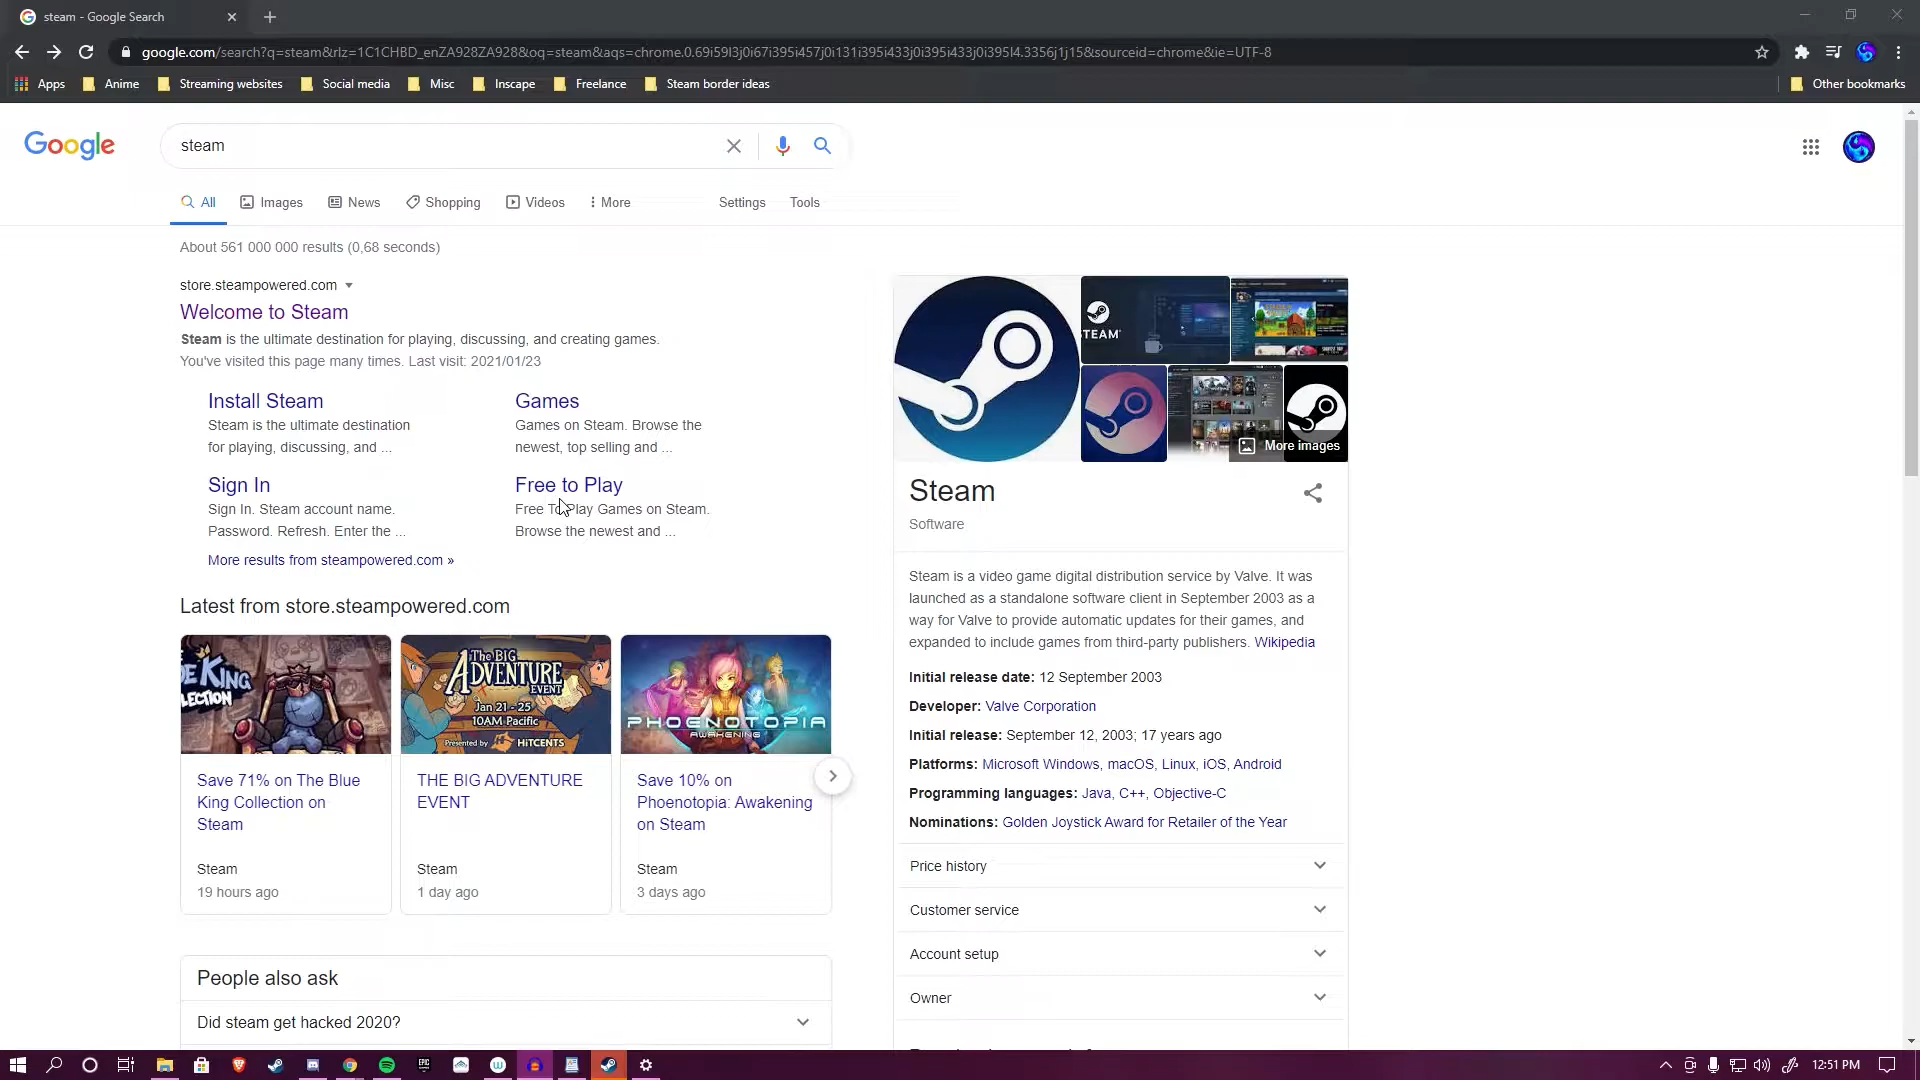 steam - Google Search
google.com/search?q=steam&rlz=1C1CHBD_enZA928ZA928&oq=steam&aqs=chrome.0.69i59l3j0i67i395i457j0i131i395i433j0i395i433j0i395l4.3356j1j15&sourceid=chrome&ie=UTF-8
Apps Anime Streaming websites Social media Misc Inscape Freelance Steam border ideas Other bookmarks
Google steam
All Images News Shopping Videos More Settings Tools
About 561 000 000 results (0,68 seconds)
store.steampowered.com
Welcome to Steam
Steam is the ultimate destination for playing, discussing, and creating games.
You've visited this page many times. Last visit: 2021/01/23
Install Steam
Steam is the ultimate destination
for playing, discussing, and ...
Games
Games on Steam. Browse the
newest, top selling and ...
Sign In
Sign In. Steam account name.
Password. Refresh. Enter the ...
Free to Play
Free To Play Games on Steam.
Browse the newest and ...
More results from steampowered.com »
Latest from store.steampowered.com
UE KING
LLECTION
The BIG
ADVENTURE
EVENT
Jan 21 - 25
10AM Pacific
Presented by HITCENTS
PHOENOTOPIA
AWAKENING
Save 71% on The Blue
King Collection on
Steam
Steam
19 hours ago
THE BIG ADVENTURE
EVENT
Steam
1 day ago
Save 10% on
Phoenotopia: Awakening
on Steam
Steam
3 days ago
People also ask
Did steam get hacked 2020?
STEAM
More images
Steam
Software
Steam is a video game digital distribution service by Valve. It was
launched as a standalone software client in September 2003 as a
way for Valve to provide automatic updates for their games, and
expanded to include games from third-party publishers. Wikipedia
Initial release date: 12 September 2003
Developer: Valve Corporation
Initial release: September 12, 2003; 17 years ago
Platforms: Microsoft Windows, macOS, Linux, iOS, Android
Programming languages: Java, C++, Objective-C
Nominations: Golden Joystick Award for Retailer of the Year
Price history
Customer service
Account setup
Owner
12:51 PM